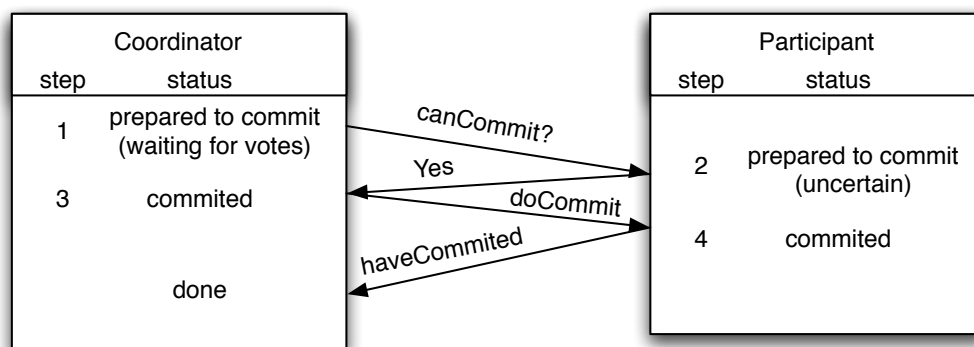 Coordinator
step status
1 prepared to commit
(waiting for votes)
3 commited
done
canCommit?
Yes
doCommit
haveCommited
Participant
step status
2 prepared to commit
(uncertain)
4 commited